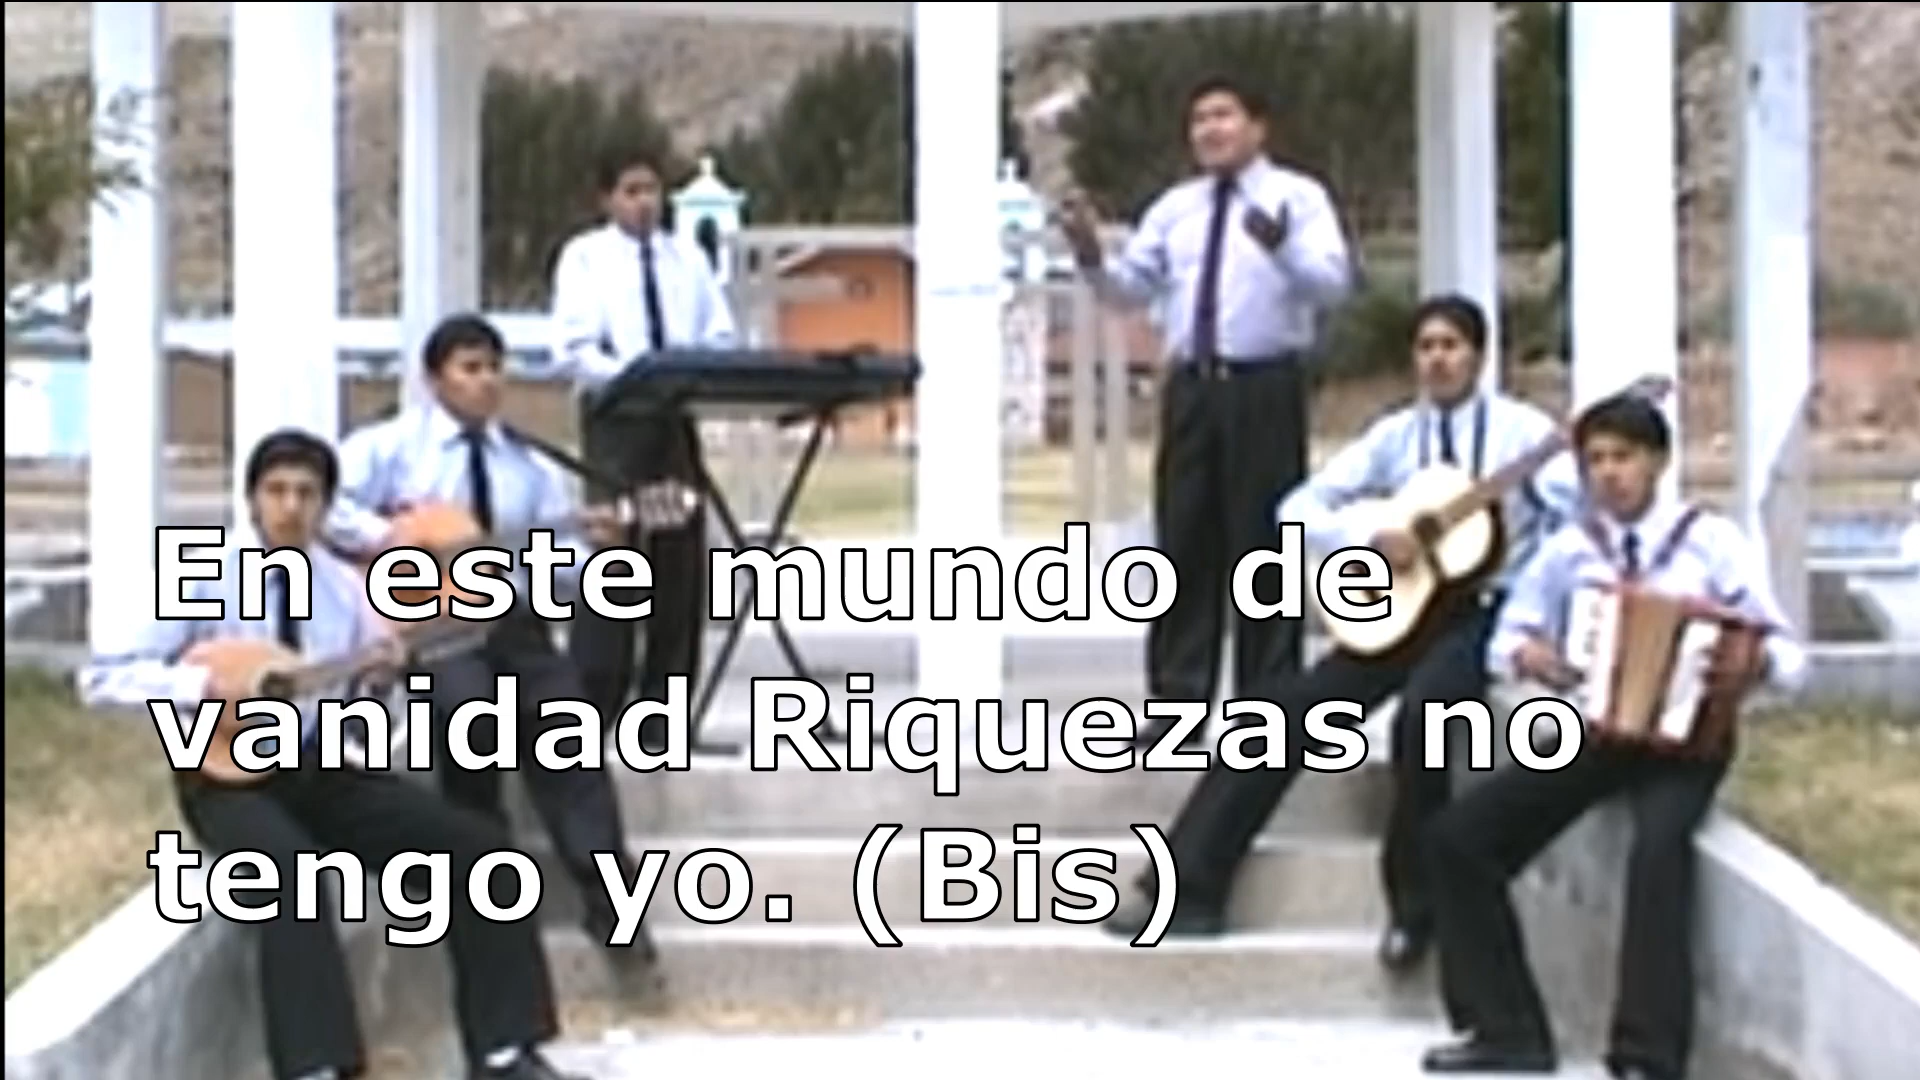 En este mundo de
vanidad Riquezas no
tengo yo. (Bis)